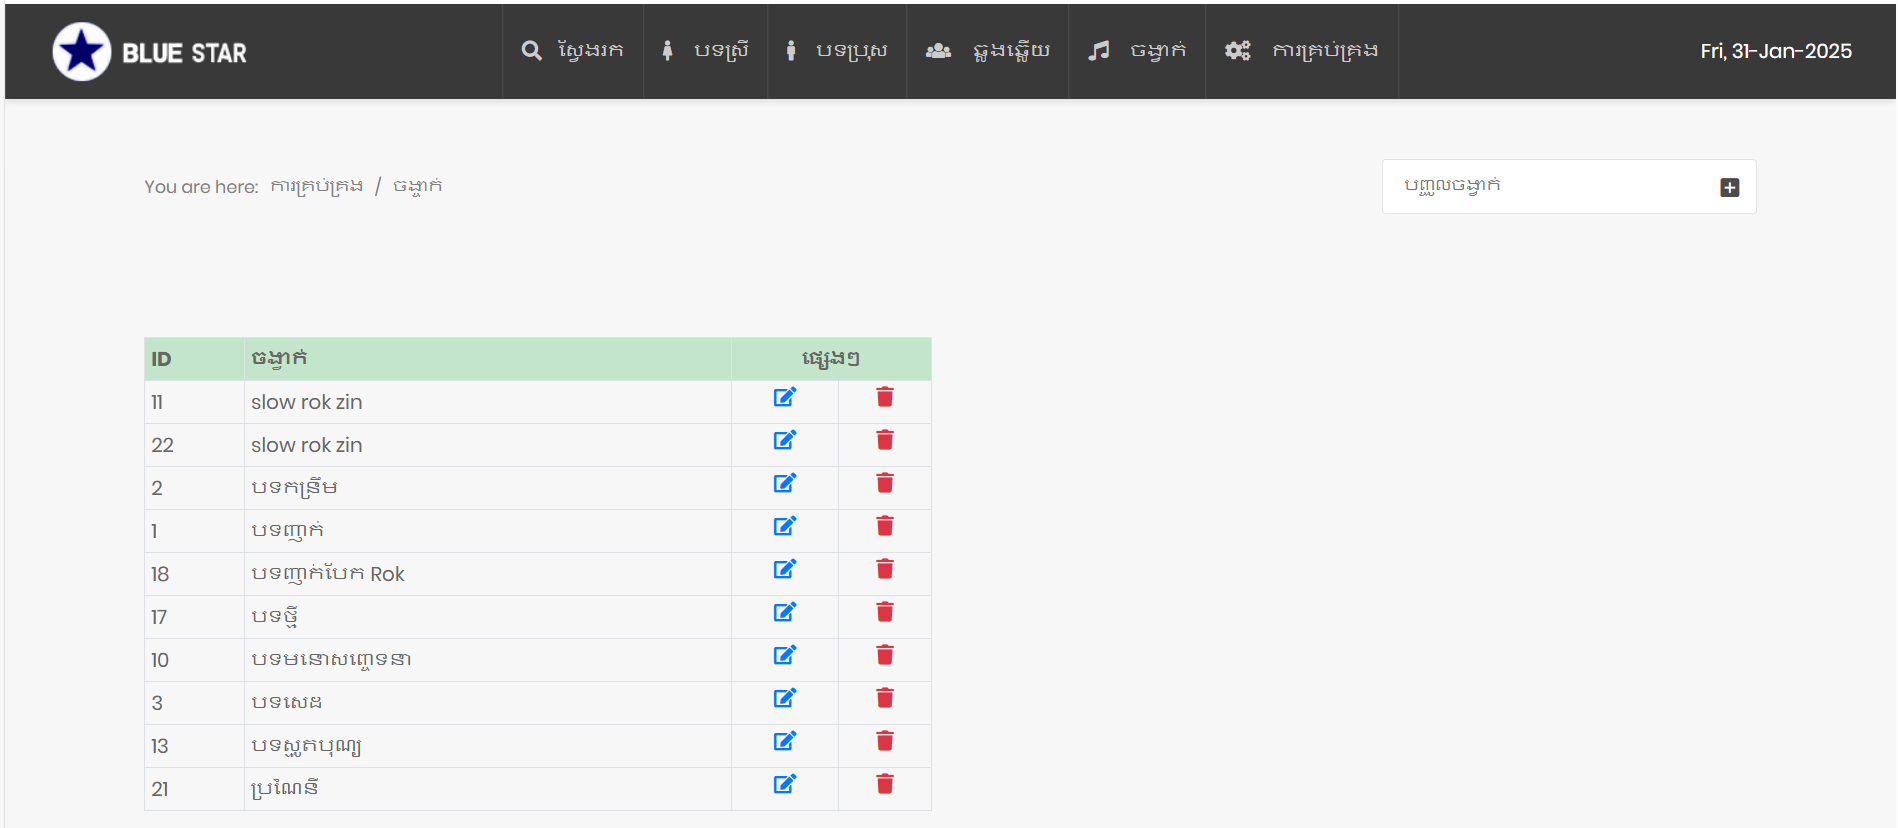 BLUE STAR ស្វែងរក បទស្រី បទប្រុស ឆ្លងឆ្លើយ ចង្វាក់ ការគ្រប់គ្រង Fri, 31-Jan-2025
You are here: ការគ្រប់គ្រង / ចង្វាក់
បញ្ចូលចង្វាក់
ID ចង្វាក់ ផ្សេងៗ
11 slow rok zin
22 slow rok zin
2 បទកន្ទ្រឹម
1 បទញាក់
18 បទញាក់បែក Rok
17 បទថ្មី
10 បទមនោសញ្ចេទនា
3 បទសេដ
13 បទស្មូតបុណ្យ
21 ប្រពៃនី